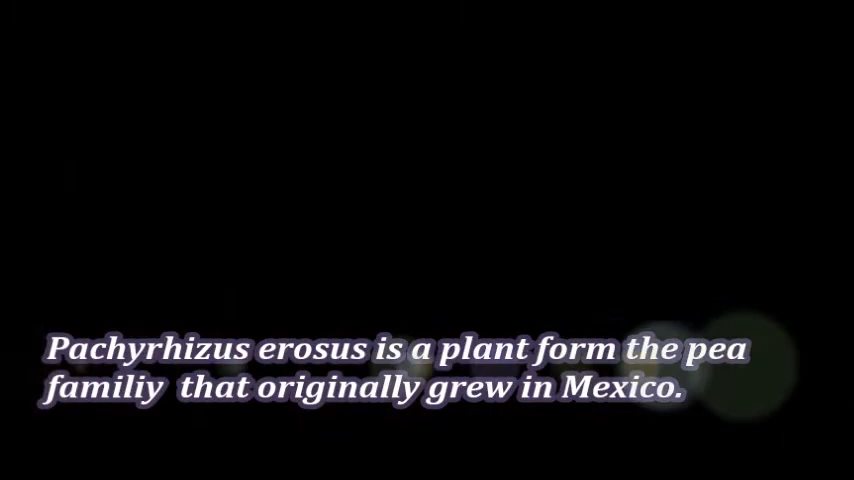 Pachyrhizus erosus is a plant form the pea
familiy that originally grew in Mexico.